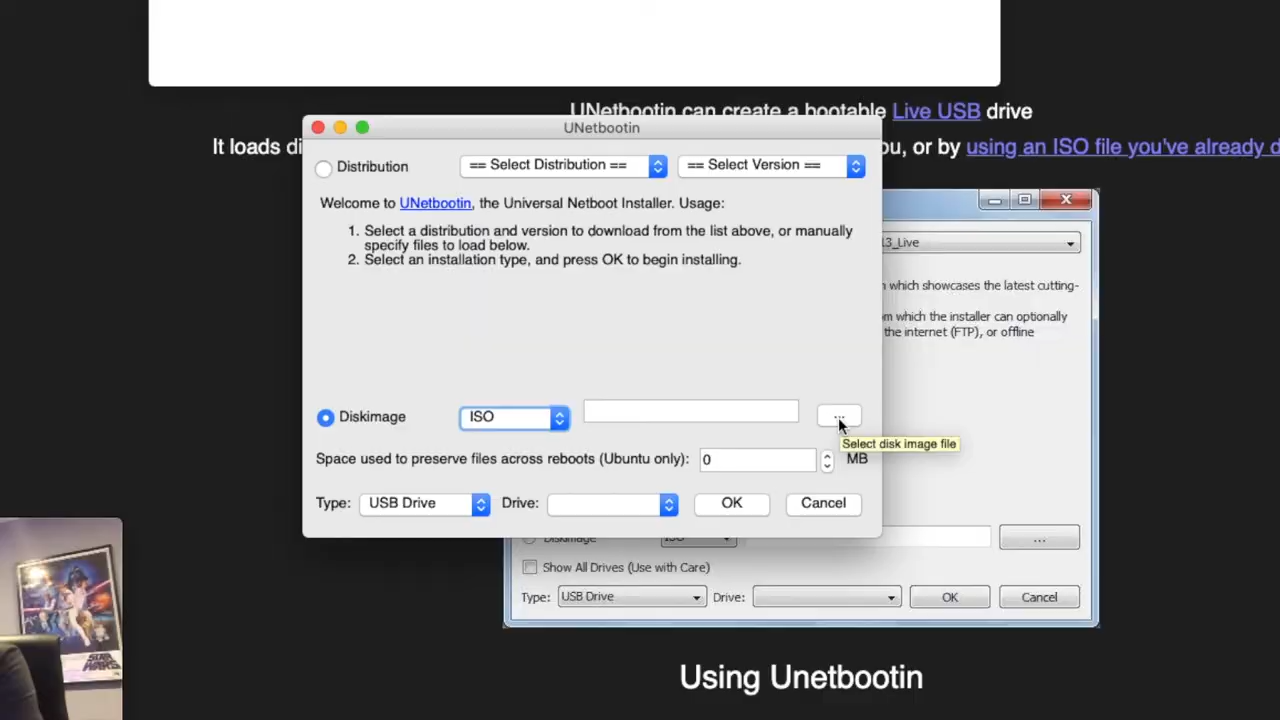 UNetbootin can create a bootable Live USB drive
It loads di
ou, or by using an ISO file you've already d
UNetbootin
Distribution
== Select Distribution ==
== Select Version ==
Welcome to UNetbootin, the Universal Netboot Installer. Usage:
1. Select a distribution and version to download from the list above, or manually
specify files to load below.
2. Select an installation type, and press OK to begin installing.
Diskimage
ISO
...
Select disk image file
Space used to preserve files across reboots (Ubuntu only):
0
MB
Type:
USB Drive
Drive:
OK
Cancel
13_Live
which showcases the latest cutting-
om which the installer can optionally
the internet (FTP), or offline
Diskimage
ISO
...
Show All Drives (Use with Care)
Type:
USB Drive
Drive:
OK
Cancel
Using Unetbootin
STAR
WARS